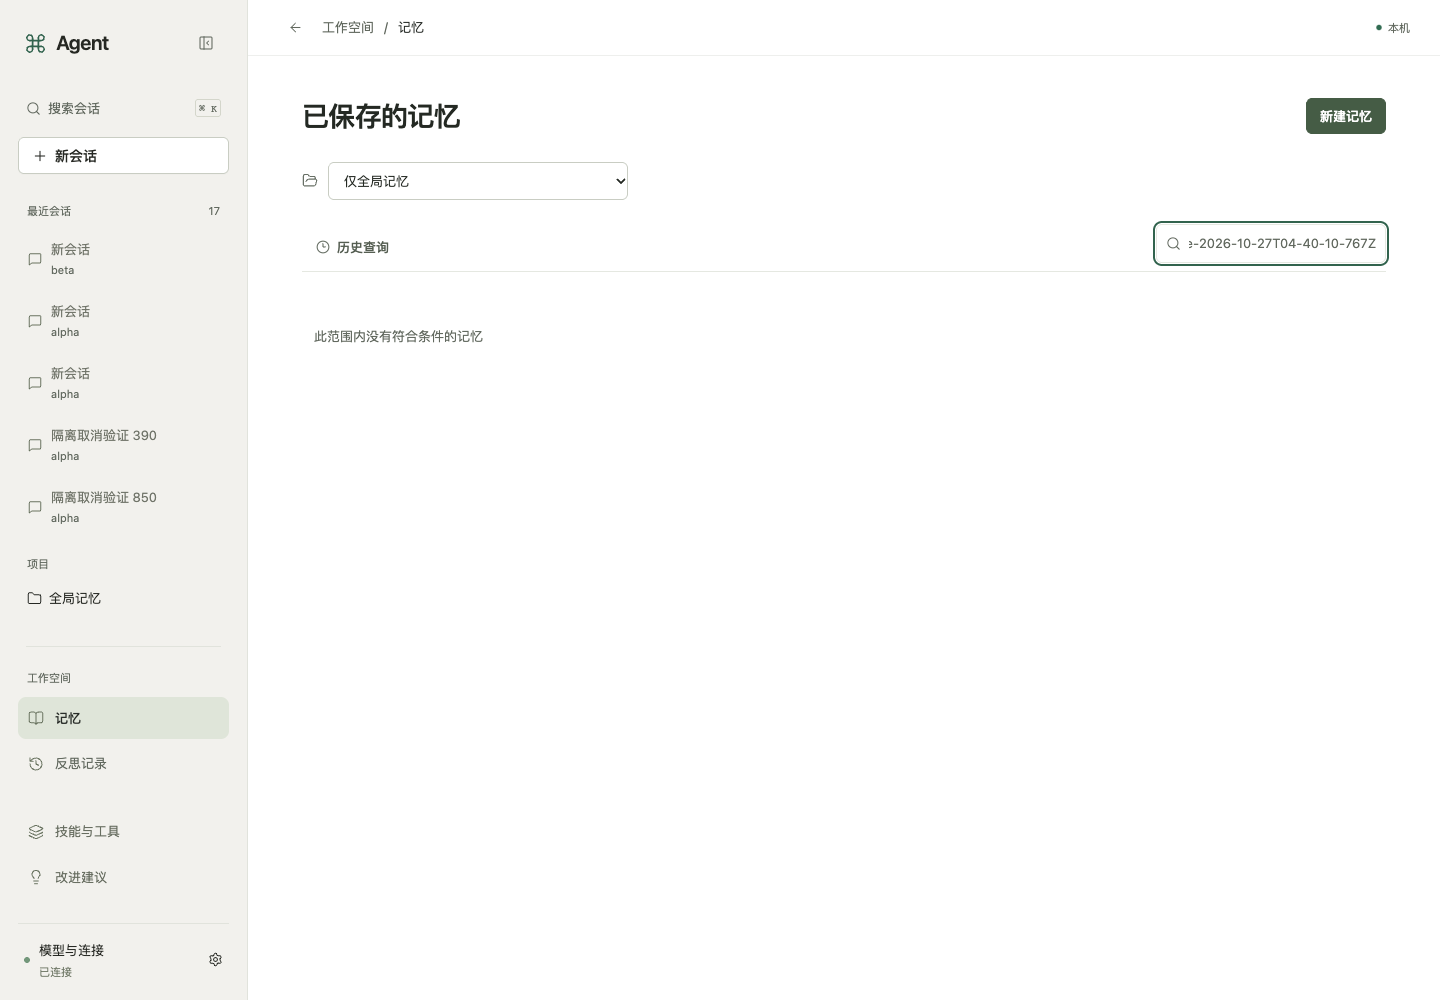 Agent
搜索会话
⌘ K
新会话
最近会话 17
新会话
beta
新会话
alpha
新会话
alpha
隔离取消验证 390
alpha
隔离取消验证 850
alpha
项目
全局记忆
工作空间
记忆
反思记录
技能与工具
改进建议
模型与连接
已连接
工作空间 / 记忆
本机
已保存的记忆
新建记忆
仅全局记忆
历史查询
-2026-10-27T04-40-10-767Z
此范围内没有符合条件的记忆